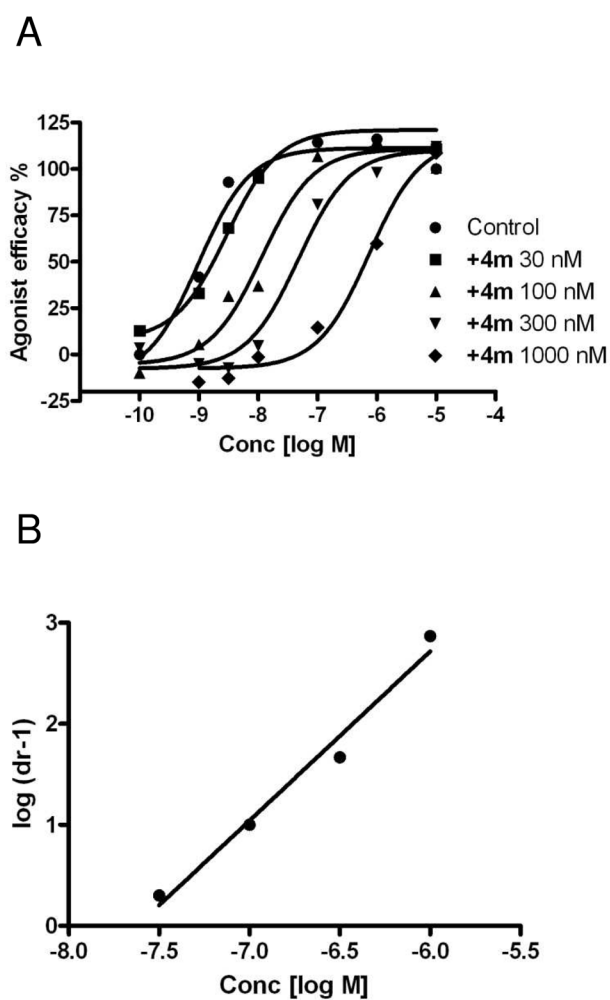 A
Agonist efficacy %
125
100
75
50
25
0
-25
-10 -9 -8 -7 -6 -5 -4
Conc [log M]
Control
+4m 30 nM
+4m 100 nM
+4m 300 nM
+4m 1000 nM
B
log (dr-1)
3
2
1
0
-8.0 -7.5 -7.0 -6.5 -6.0 -5.5
Conc [log M]